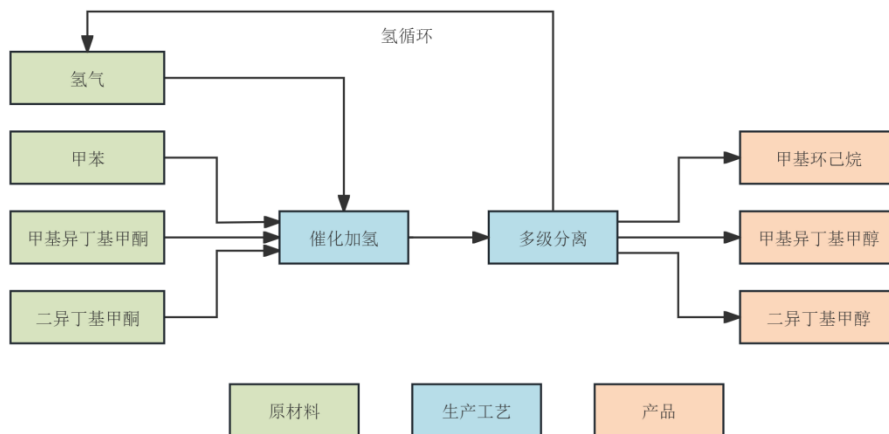 氢循环
氢气
甲苯
甲基环己烷
甲基异丁基甲酮
催化加氢
多级分离
甲基异丁基甲醇
二异丁基甲酮
二异丁基甲醇
原材料
生产工艺
产品